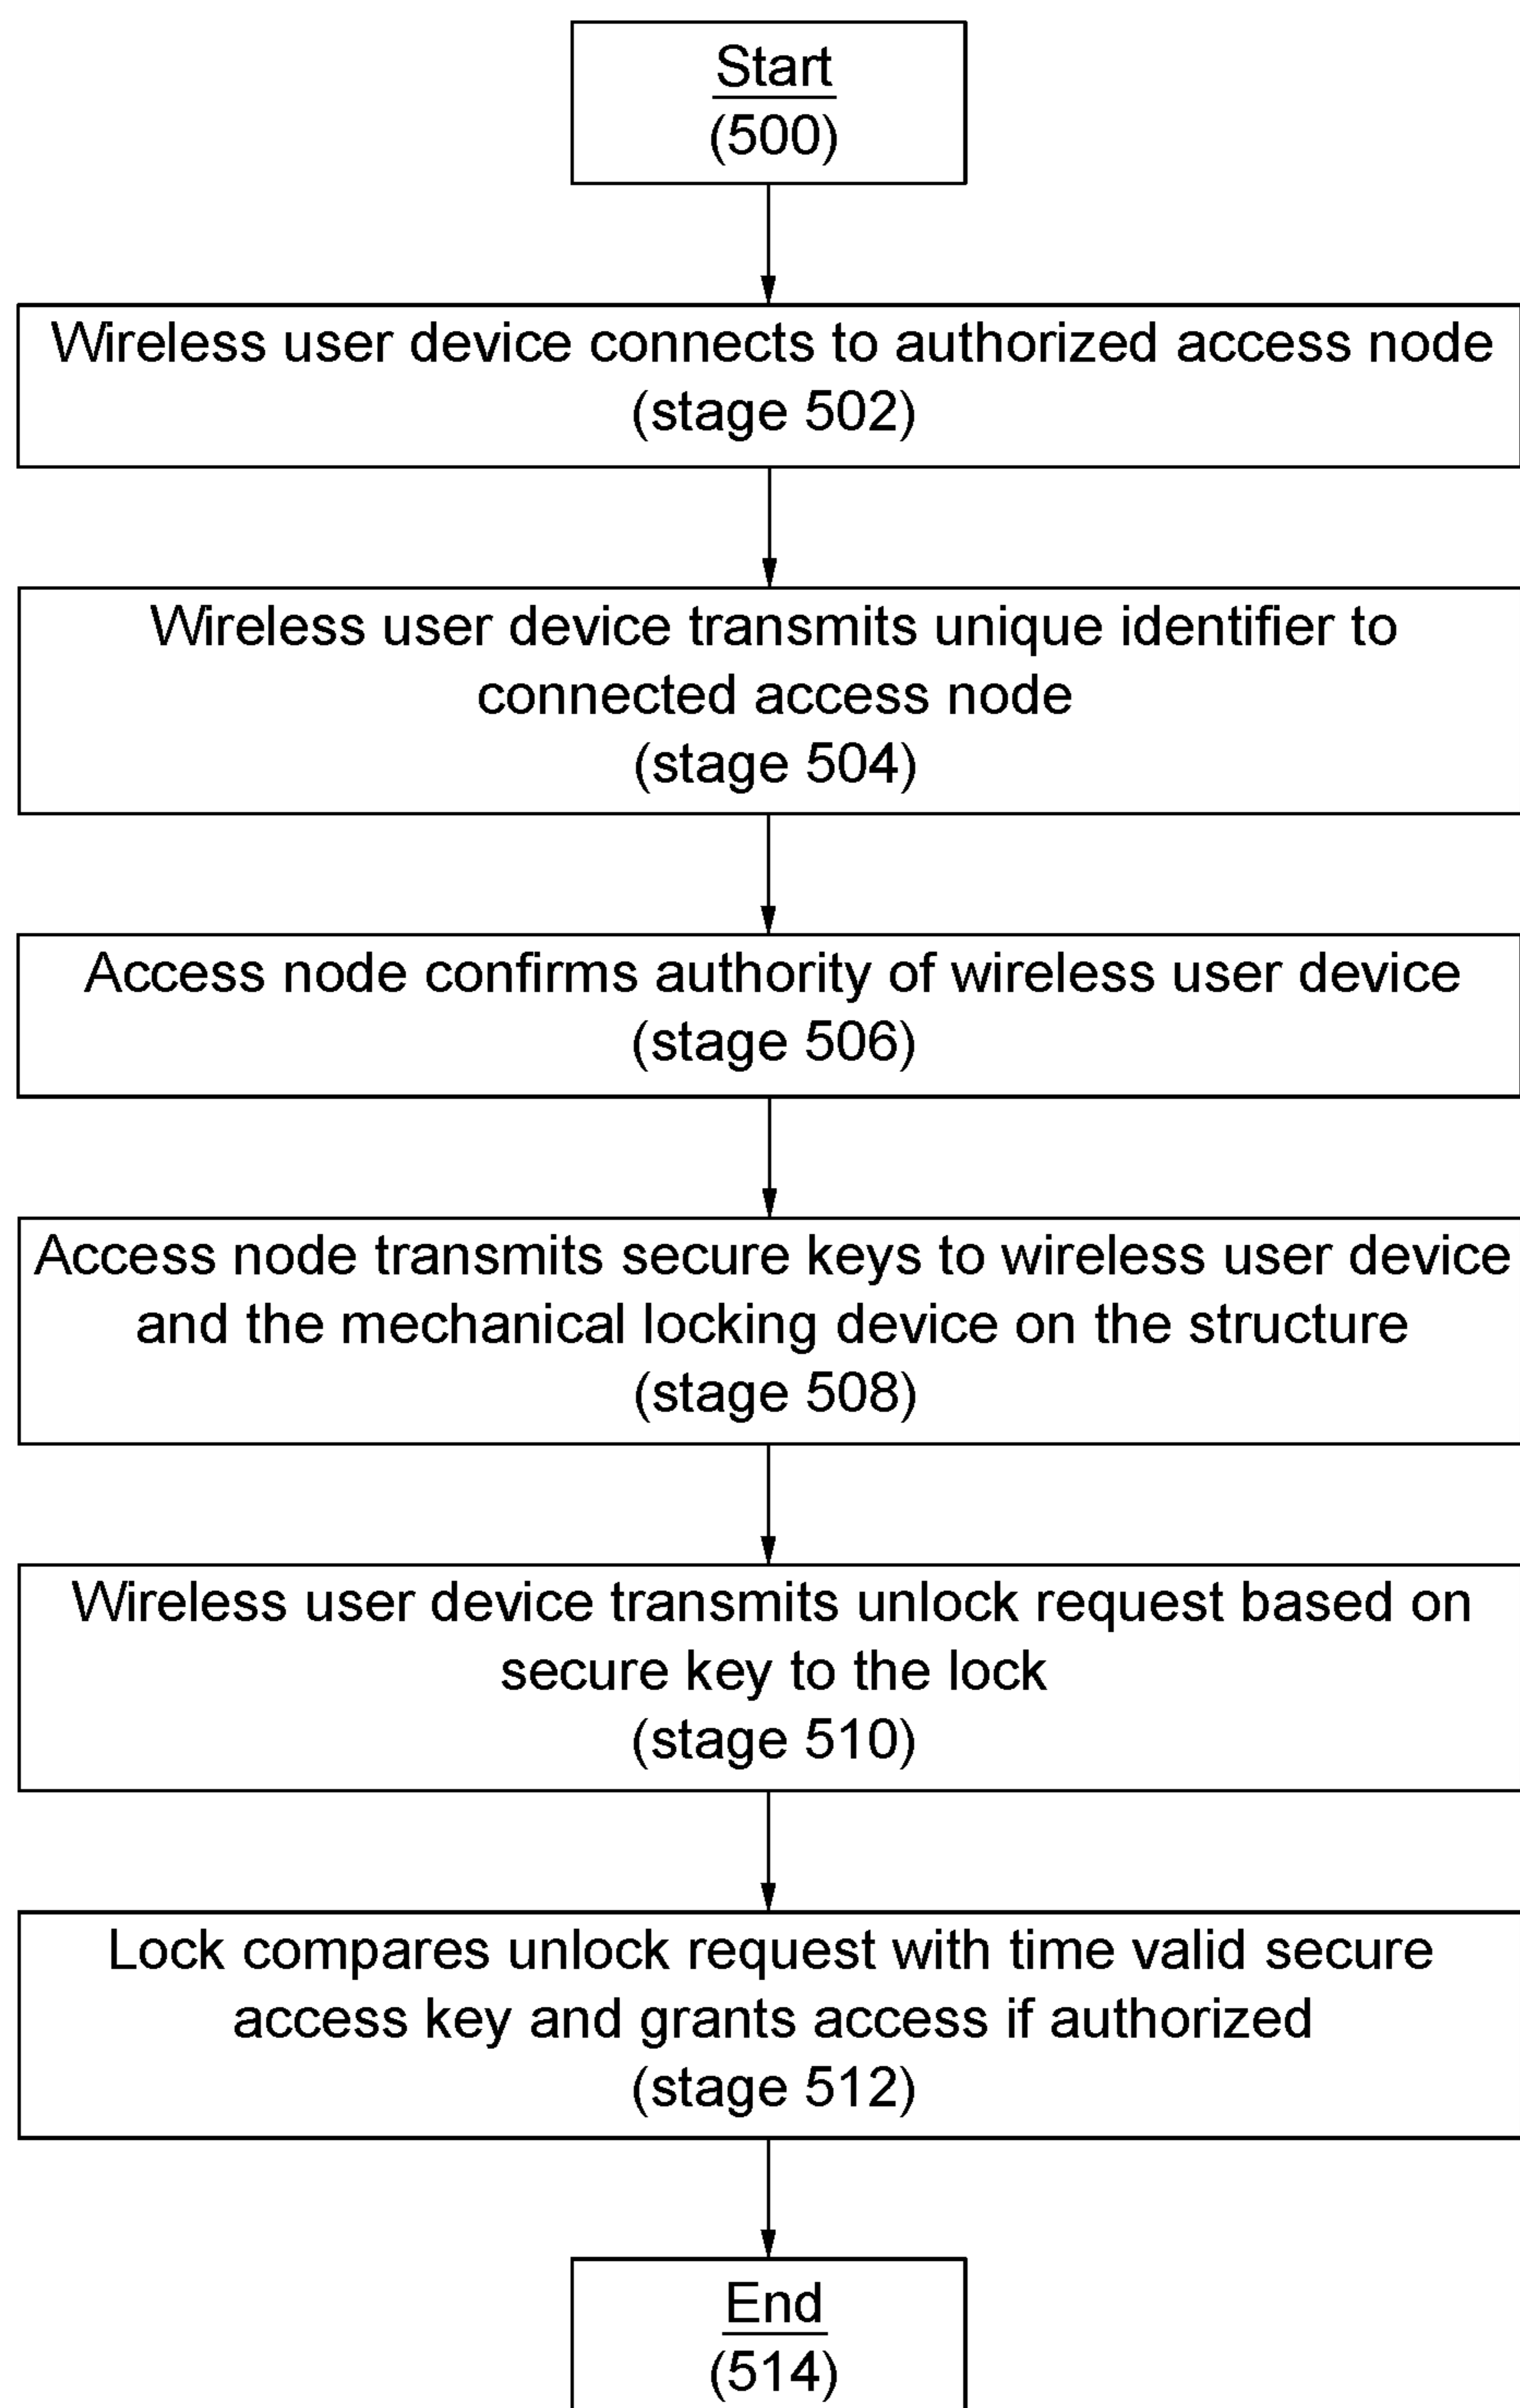 Start
(500)
Wireless user device connects to authorized access node
(stage 502)
Wireless user device transmits unique identifier to
connected access node
(stage 504)
Access node confirms authority of wireless user device
(stage 506)
Access node transmits secure keys to wireless user device
and the mechanical locking device on the structure
(stage 508)
Wireless user device transmits unlock request based on
secure key to the lock
(stage 510)
Lock compares unlock request with time valid secure
access key and grants access if authorized
(stage 512)
End
(514)